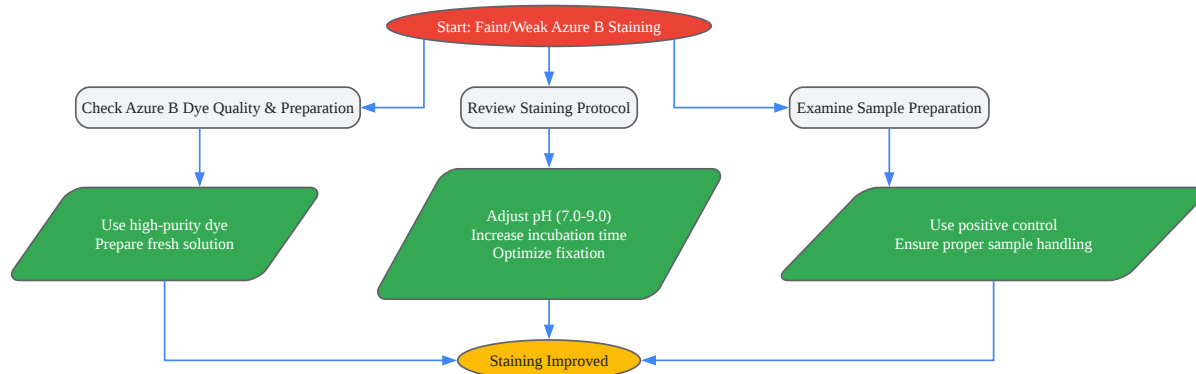 Start: Faint/Weak Azure B Staining
Check Azure B Dye Quality & Preparation
Review Staining Protocol
Examine Sample Preparation
Use high-purity dye
Prepare fresh solution
Adjust pH (7.0-9.0)
Increase incubation time
Optimize fixation
Use positive control
Ensure proper sample handling
Staining Improved